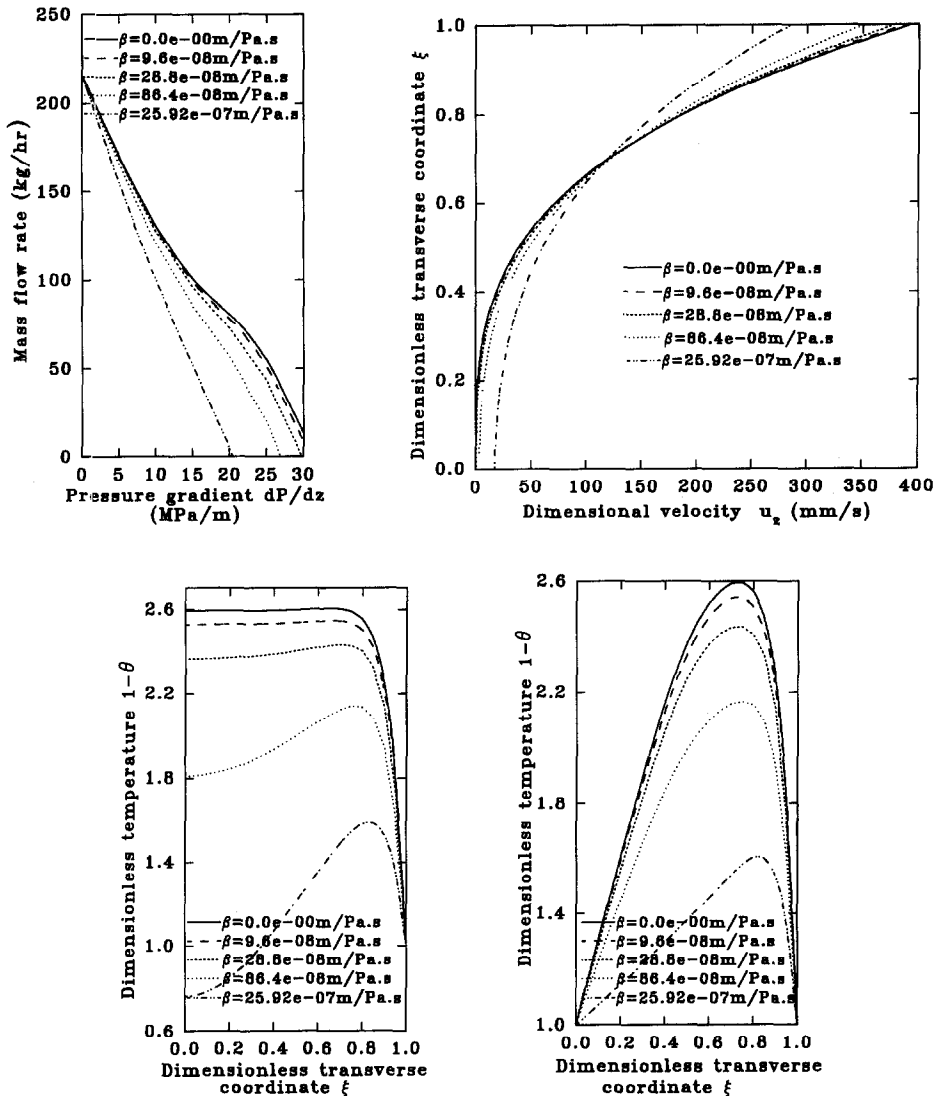 250
200
150
100
50
0
Mass flow rate (kg/hr)
β=0.0e-00m/Pa.s
β=9.6e-08m/Pa.s
β=28.8e-08m/Pa.s
β=86.4e-08m/Pa.s
β=25.92e-07m/Pa.s
0 5 10 15 20 25 30
Pressure gradient dP/dz
(MPa/m)
1.0
0.8
0.6
0.4
0.2
0.0
Dimensionless transverse coordinate ξ
β=0.0e-00m/Pa.s
β=9.6e-08m/Pa.s
β=28.8e-08m/Pa.s
β=86.4e-08m/Pa.s
β=25.92e-07m/Pa.s
0 50 100 150 200 250 300 350 400
Dimensional velocity u_z (mm/s)
2.6
2.2
1.8
1.4
1.0
0.6
Dimensionless temperature 1-θ
β=0.0e-00m/Pa.s
β=9.6e-08m/Pa.s
β=28.8e-08m/Pa.s
β=86.4e-08m/Pa.s
β=25.92e-07m/Pa.s
0.0 0.2 0.4 0.6 0.8 1.0
Dimensionless transverse
coordinate ξ
2.6
2.2
1.8
1.4
1.0
Dimensionless temperature 1-θ
β=0.0e-00m/Pa.s
β=9.6e-08m/Pa.s
β=28.8e-08m/Pa.s
β=86.4e-08m/Pa.s
β=25.92e-07m/Pa.s
0.0 0.2 0.4 0.6 0.8 1.0
Dimensionless transverse
coordinate ξ